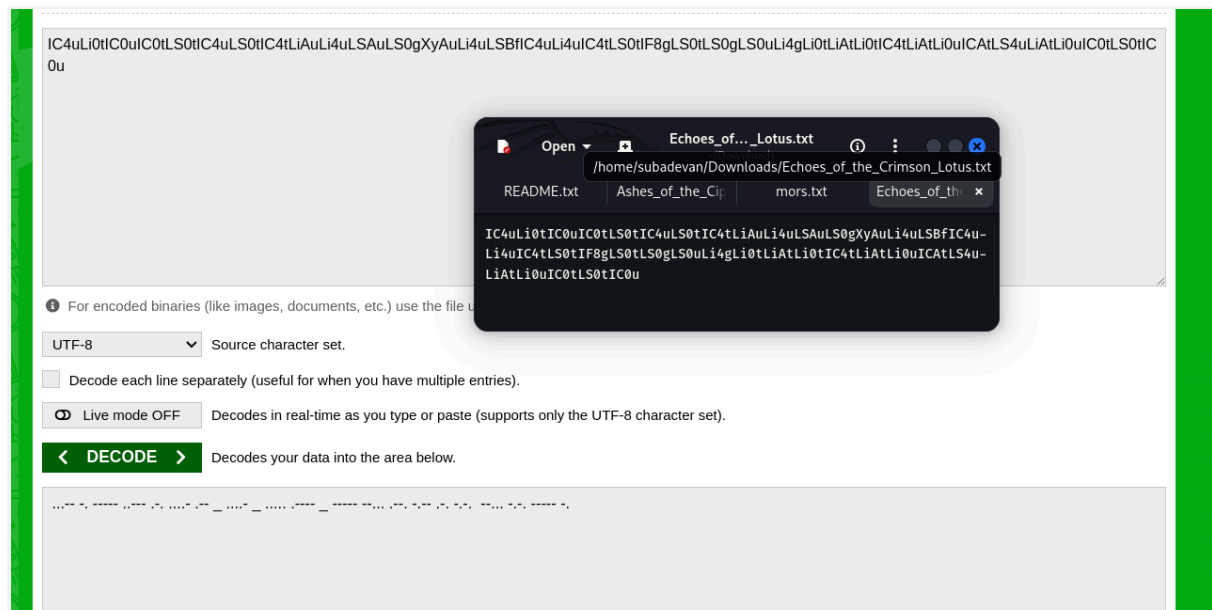 IC4uLi0tIC0uIC0tLS0tIC4uLS0tIC4tLiAuLi4uLSAuLS0gXyAuLi4uLSBfIC4uLi4uIC4tLS0tIF8gLS0tLS0gLS0uLi4gLi0tLiAtLi0tIC4tLiAtLi0uICAtLS4uLiAtLi0uIC0tLS0tIC
0u
Open
Echoes_of…_Lotus.txt
/home/subadevan/Downloads/Echoes_of_the_Crimson_Lotus.txt
README.txt Ashes_of_the_Cip mors.txt Echoes_of_th
IC4uLi0tIC0uIC0tLS0tIC4uLS0tIC4tLiAuLi4uLSAuLS0gXyAuLi4uLSBfIC4u-
Li4uIC4tLS0tIF8gLS0tLS0gLS0uLi4gLi0tLiAtLi0tIC4tLiAtLi0uICAtLS4u-
LiAtLi0uIC0tLS0tIC0u
For encoded binaries (like images, documents, etc.) use the file u
UTF-8 Source character set.
Decode each line separately (useful for when you have multiple entries).
Live mode OFF Decodes in real-time as you type or paste (supports only the UTF-8 character set).
< DECODE > Decodes your data into the area below.
...-- -. ----- ..--- .-. ....- .-- _ ....- _ ..... .---- _ ----- --... .--. -.-- .-. -.-.  --... -.-. ----- -.